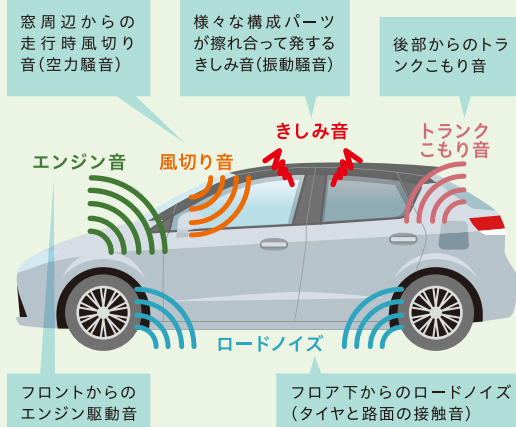 窓周辺からの
走行時風切り
音(空力騒音)
様々な構成パーツ
が擦れ合って発する
きしみ音(振動騒音)
後部からのトラ
ンクこもり音
エンジン音
風切り音
きしみ音
トランク
こもり音
ロードノイズ
フロントからの
エンジン駆動音
フロア下からのロードノイズ
(タイヤと路面の接触音)